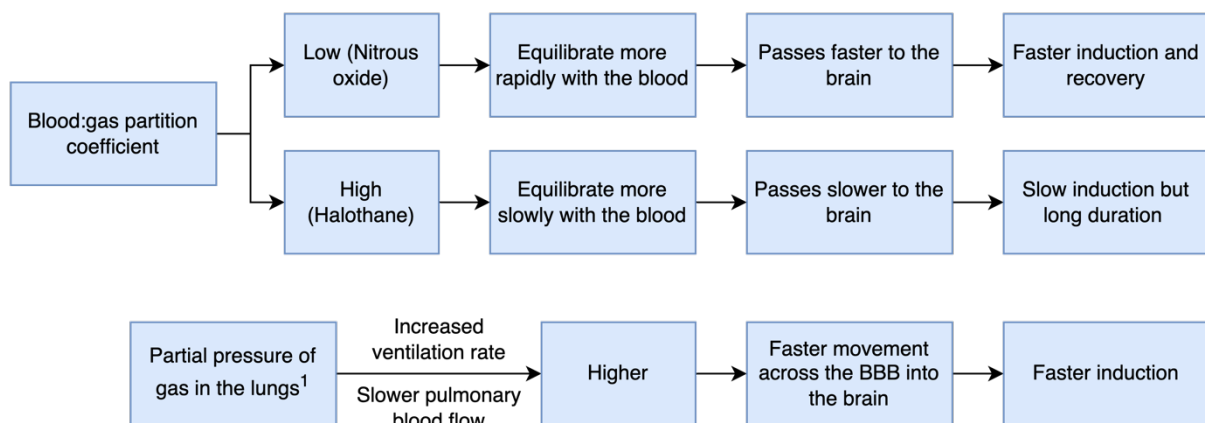 Blood:gas partition
coefficient
Low (Nitrous
oxide)
Equilibrate more
rapidly with the blood
Passes faster to the
brain
Faster induction and
recovery
High
(Halothane)
Equilibrate more
slowly with the blood
Passes slower to the
brain
Slow induction but
long duration
Partial pressure of
gas in the lungs¹
Increased
ventilation rate
Slower pulmonary
blood flow
Higher
Faster movement
across the BBB into
the brain
Faster induction